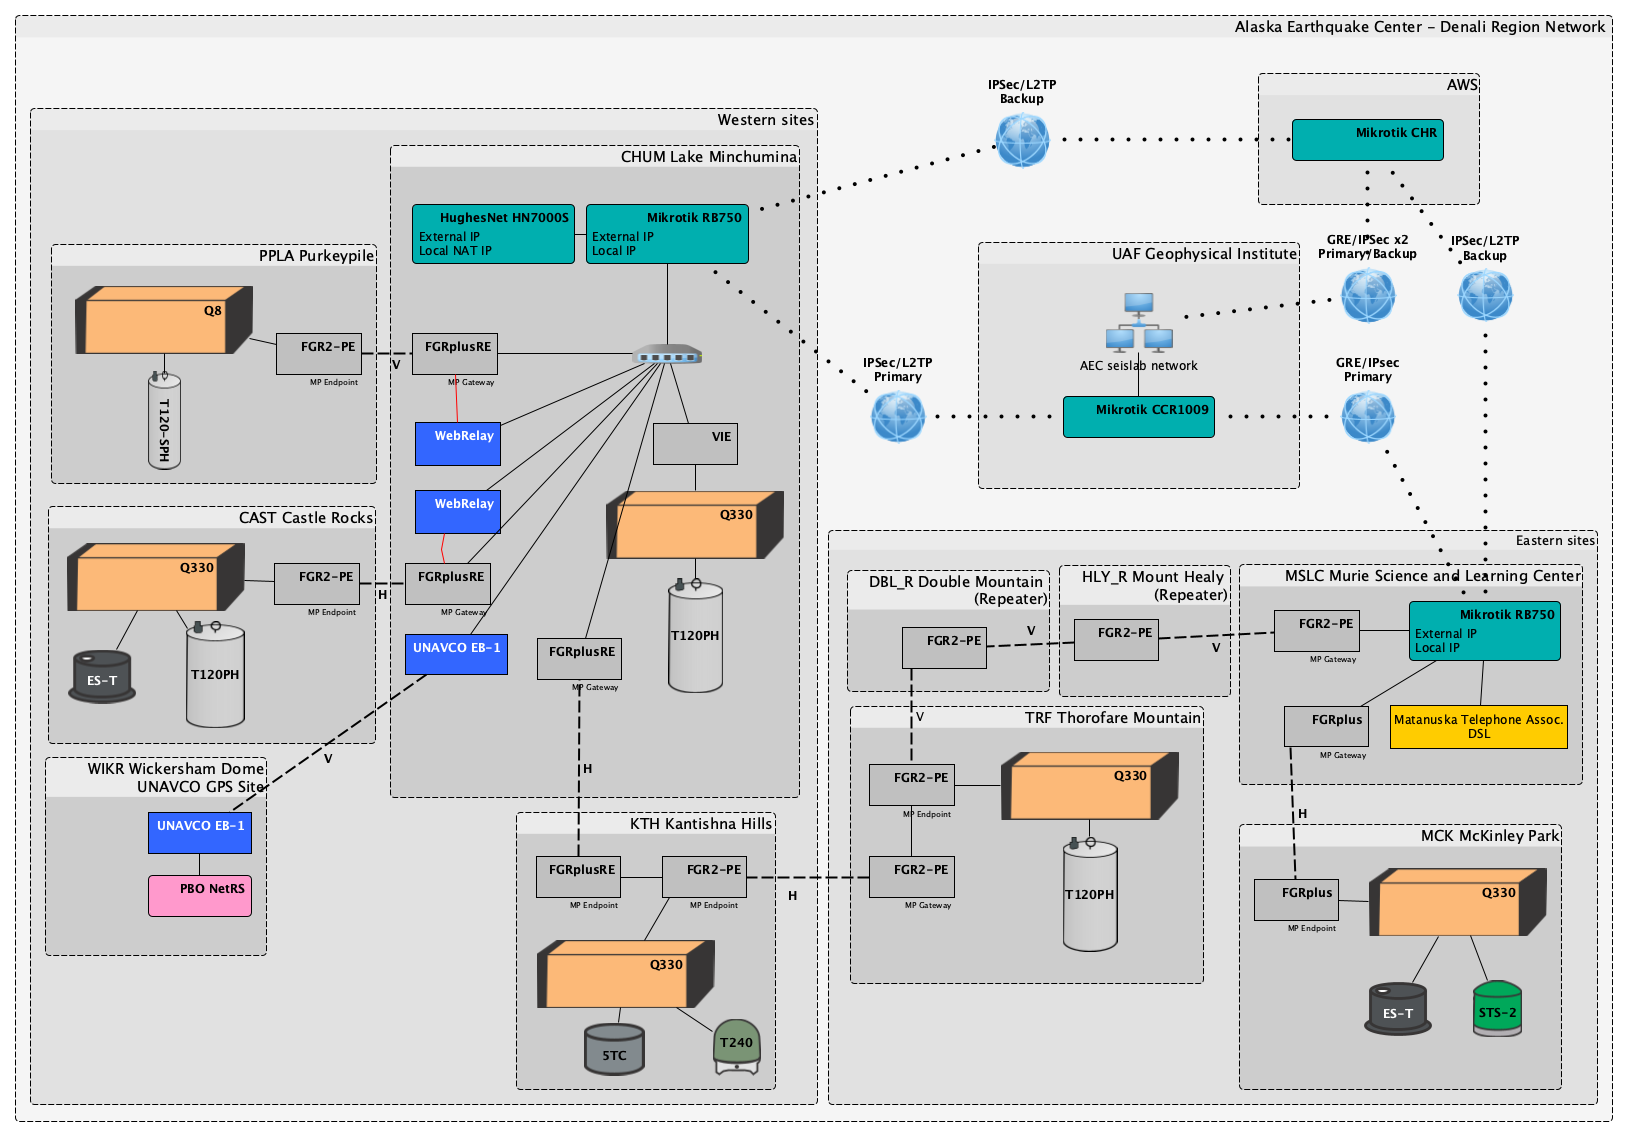 Alaska Earthquake Center - Denali Region Network
IPSec/L2TP
Backup
AWS
Mikrotik CHR
Western sites
CHUM Lake Minchumina
HughesNet HN7000S
External IP
Local NAT IP
Mikrotik RB750
External IP
Local IP
PPLA Purkeypile
Q8
FGR2-PE
MP Endpoint
T120-SPH
V
FGRplusRE
MP Gateway
WebRelay
WebRelay
VIE
Q330
T120PH
UAF Geophysical Institute
AEC seislab network
Mikrotik CCR1009
GRE/IPSec x2
Primary/Backup
IPSec/L2TP
Backup
IPSec/L2TP
Primary
GRE/IPsec
Primary
CAST Castle Rocks
Q330
FGR2-PE
MP Endpoint
ES-T
T120PH
H
FGRplusRE
MP Gateway
UNAVCO EB-1
FGRplusRE
MP Gateway
WIKR Wickersham Dome
UNAVCO GPS Site
UNAVCO EB-1
PBO NetRS
V
H
KTH Kantishna Hills
FGRplusRE
MP Endpoint
FGR2-PE
MP Endpoint
Q330
5TC
T240
H
Eastern sites
DBL_R Double Mountain
(Repeater)
FGR2-PE
V
HLY_R Mount Healy
(Repeater)
FGR2-PE
V
MSLC Murie Science and Learning Center
FGR2-PE
MP Gateway
Mikrotik RB750
External IP
Local IP
FGRplus
MP Gateway
Matanuska Telephone Assoc.
DSL
V
TRF Thorofare Mountain
FGR2-PE
MP Endpoint
Q330
T120PH
FGR2-PE
MP Gateway
H
MCK McKinley Park
FGRplus
MP Endpoint
Q330
ES-T
STS-2